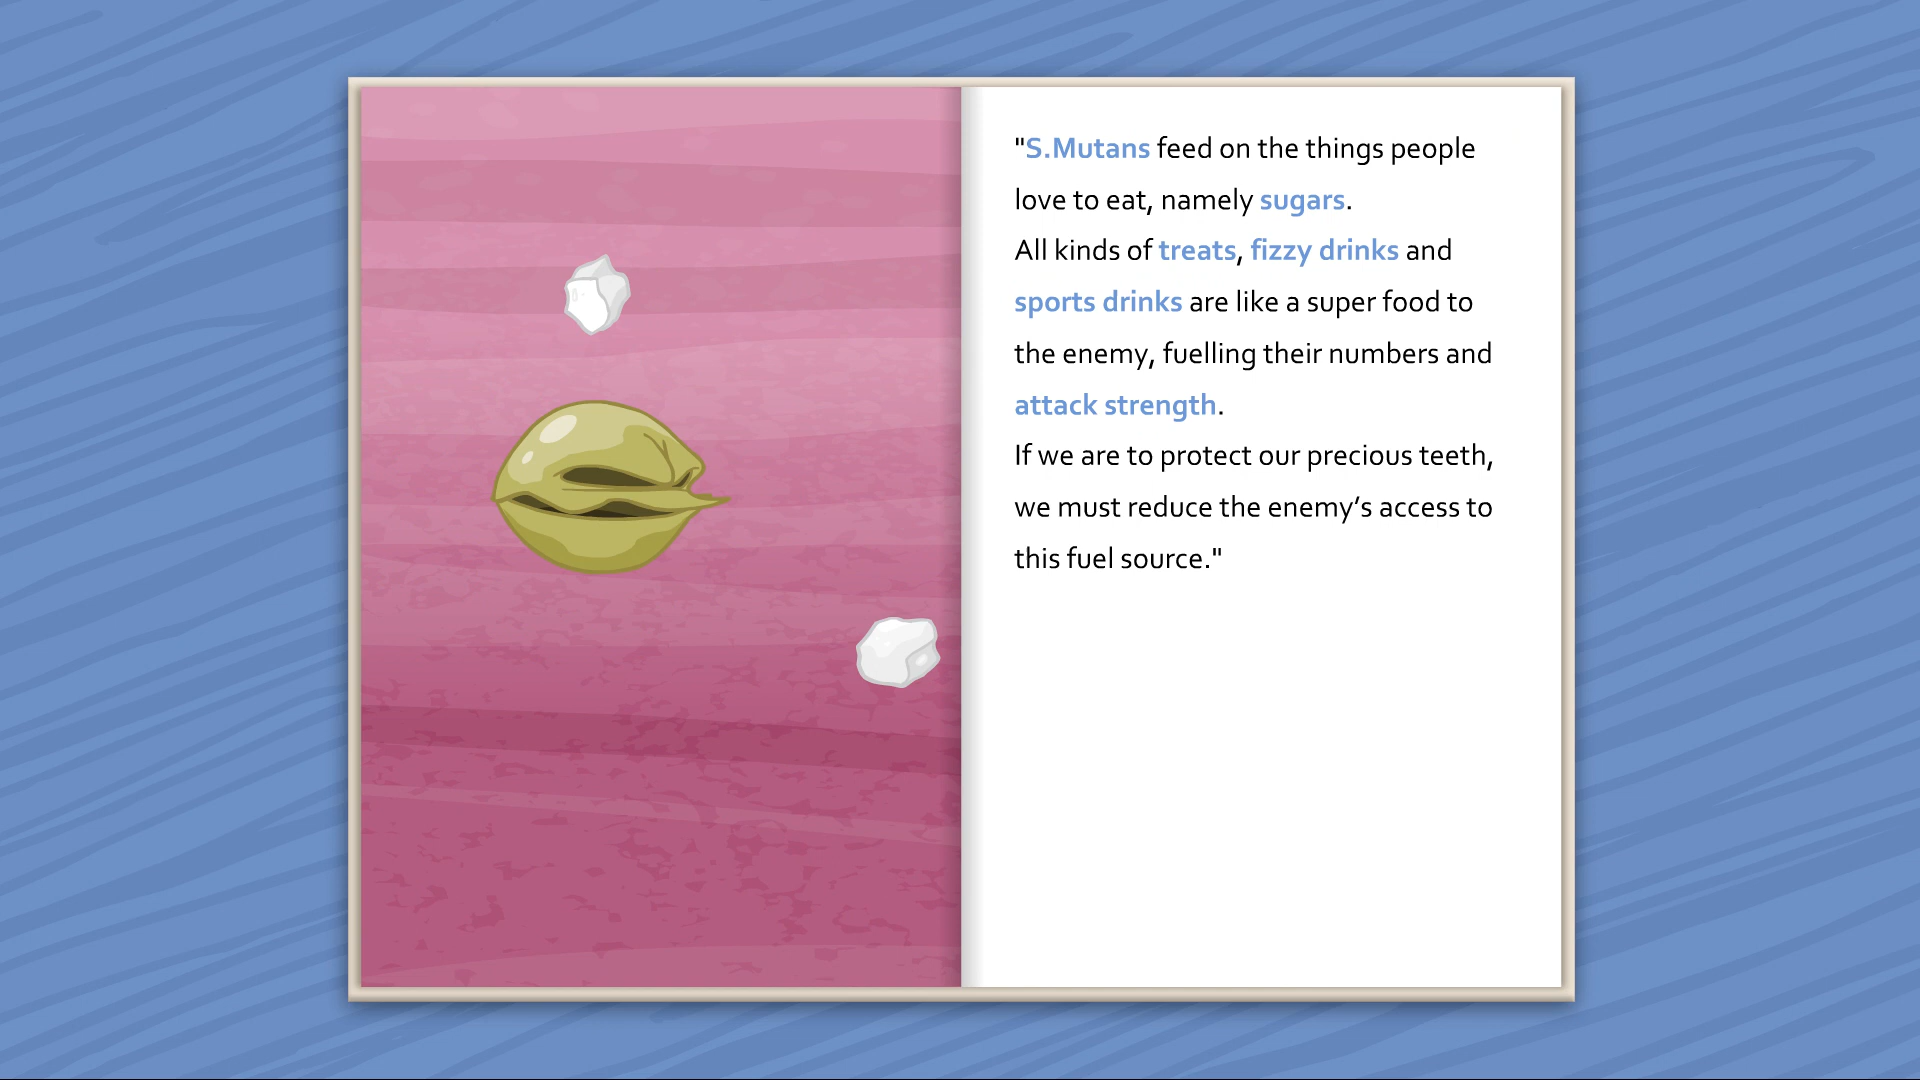 "S.Mutans feed on the things people
love to eat, namely sugars.
All kinds of treats, fizzy drinks and
sports drinks are like a super food to
the enemy, fuelling their numbers and
attack strength.
If we are to protect our precious teeth,
we must reduce the enemy’s access to
this fuel source."